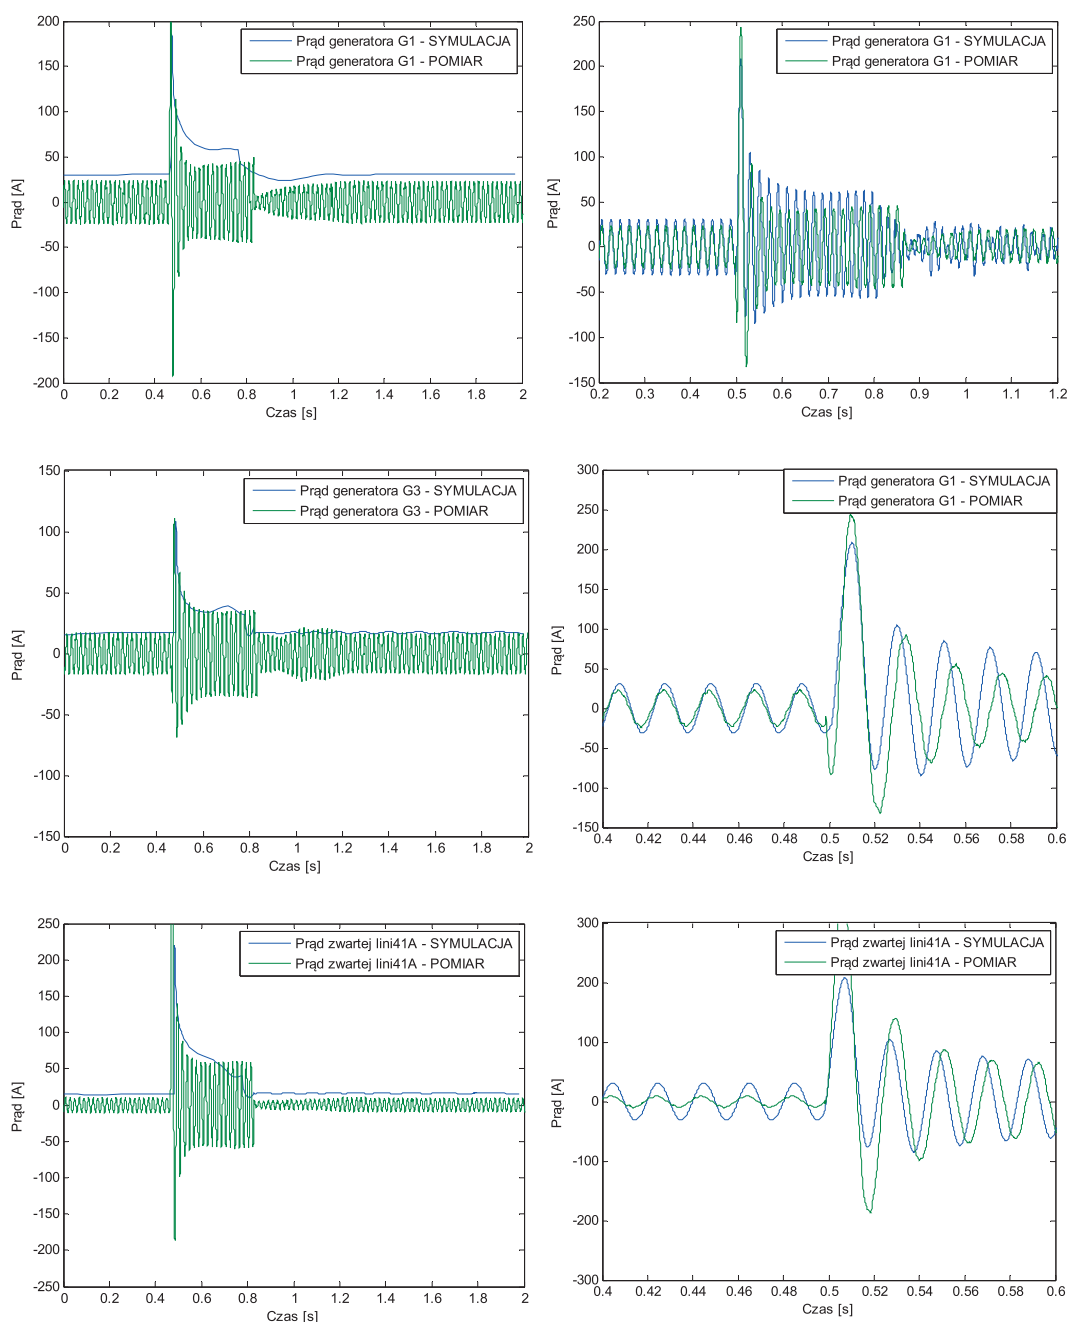 200
150
100
50
0
-50
-100
-150
-200
Prąd [A]
Prąd generatora G1 - SYMULACJA
Prąd generatora G1 - POMIAR
0 0.2 0.4 0.6 0.8 1 1.2 1.4 1.6 1.8 2
Czas [s]
250
200
150
100
50
0
-50
-100
-150
Prąd [A]
Prąd generatora G1 - SYMULACJA
Prąd generatora G1 - POMIAR
0.2 0.3 0.4 0.5 0.6 0.7 0.8 0.9 1 1.1 1.2
Czas [s]
150
100
50
0
-50
-100
-150
Prąd [A]
Prąd generatora G3 - SYMULACJA
Prąd generatora G3 - POMIAR
0 0.2 0.4 0.6 0.8 1 1.2 1.4 1.6 1.8 2
Czas [s]
300
250
200
150
100
50
0
-50
-100
-150
Prąd [A]
Prąd generatora G1 - SYMULACJA
Prąd generatora G1 - POMIAR
0.4 0.42 0.44 0.46 0.48 0.5 0.52 0.54 0.56 0.58 0.6
Czas [s]
250
200
150
100
50
0
-50
-100
-150
-200
-250
Prąd [A]
Prąd zwartej lini41A - SYMULACJA
Prąd zwartej lini41A - POMIAR
0 0.2 0.4 0.6 0.8 1 1.2 1.4 1.6 1.8 2
Czas [s]
300
200
100
0
-100
-200
-300
Prąd [A]
Prąd zwartej lini41A - SYMULACJA
Prąd zwartej lini41A - POMIAR
0.4 0.42 0.44 0.46 0.48 0.5 0.52 0.54 0.56 0.58 0.6
Czas [s]